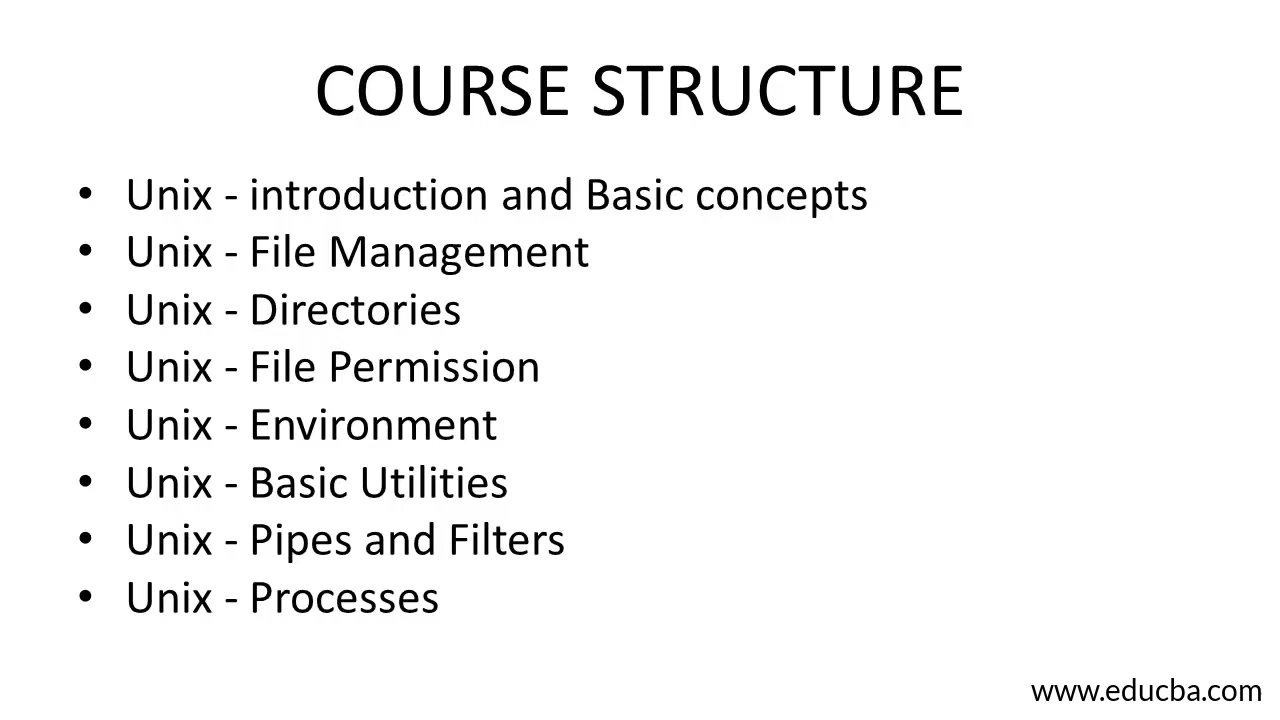 COURSE STRUCTURE
• Unix - introduction and Basic concepts
• Unix - File Management
• Unix - Directories
• Unix - File Permission
• Unix - Environment
• Unix - Basic Utilities
• Unix - Pipes and Filters
• Unix - Processes
www.educba.com